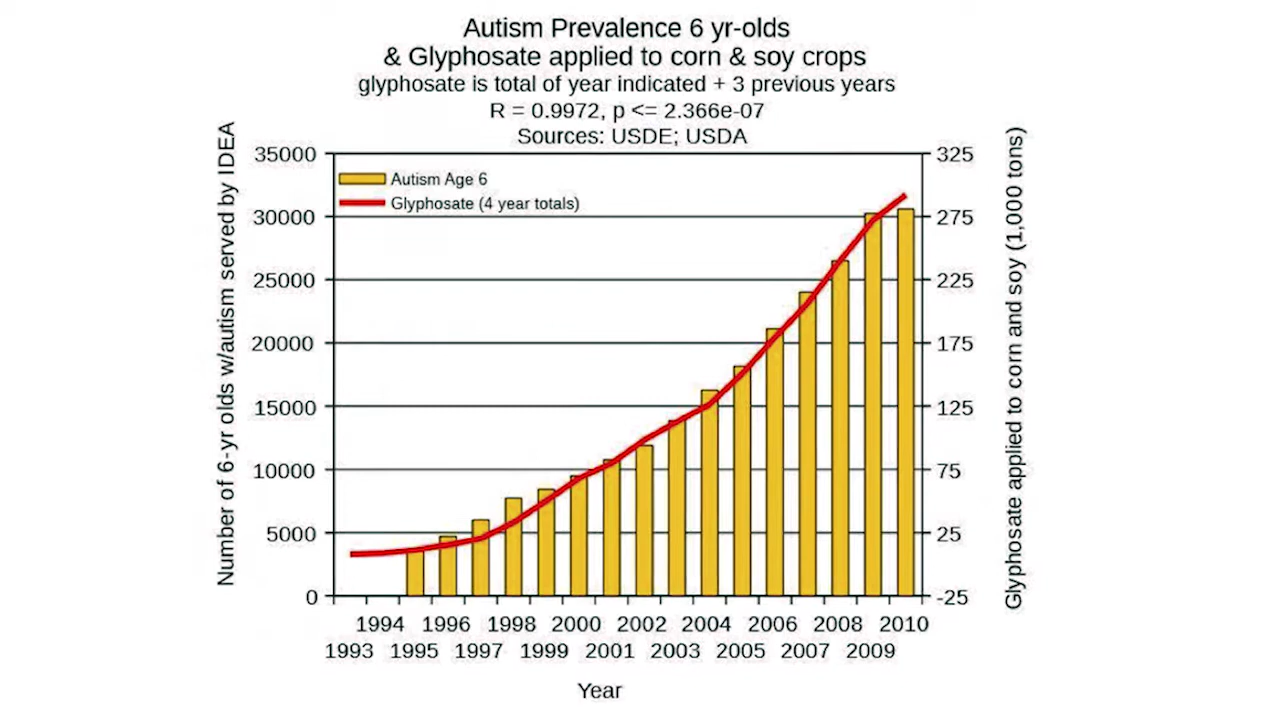 Autism Prevalence 6 yr-olds
& Glyphosate applied to corn & soy crops
glyphosate is total of year indicated + 3 previous years
R = 0.9972, p <= 2.366e-07
Sources: USDE; USDA
Number of 6-yr olds w/autism served by IDEA
35000
30000
25000
20000
15000
10000
5000
0
Autism Age 6
Glyphosate (4 year totals)
325
275
225
175
125
75
25
-25
Glyphosate applied to corn and soy (1,000 tons)
1994 1996 1998 2000 2002 2004 2006 2008 2010
1993 1995 1997 1999 2001 2003 2005 2007 2009
Year